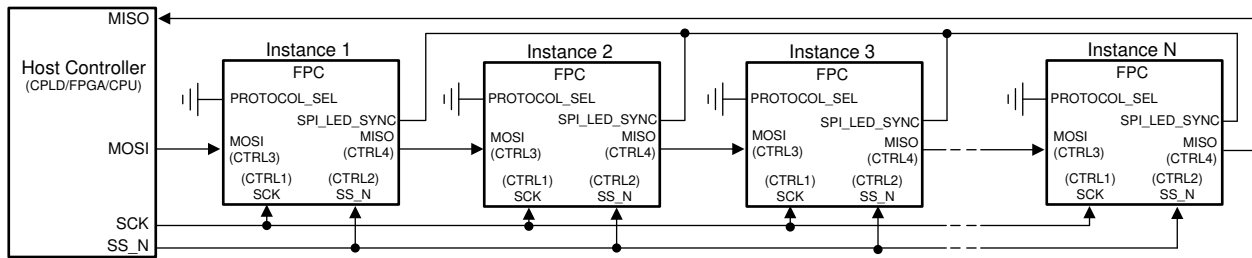 MISO
Host Controller
(CPLD/FPGA/CPU)
MOSI
SCK
SS_N
Instance 1
FPC
PROTOCOL_SEL
SPI_LED_SYNC
MOSI
(CTRL3)
MISO
(CTRL4)
(CTRL1)
SCK
(CTRL2)
SS_N
Instance 2
FPC
PROTOCOL_SEL
SPI_LED_SYNC
MOSI
(CTRL3)
MISO
(CTRL4)
(CTRL1)
SCK
(CTRL2)
SS_N
Instance 3
FPC
PROTOCOL_SEL
SPI_LED_SYNC
MOSI
(CTRL3)
MISO
(CTRL4)
(CTRL1)
SCK
(CTRL2)
SS_N
Instance N
FPC
PROTOCOL_SEL
SPI_LED_SYNC
MOSI
(CTRL3)
MISO
(CTRL4)
(CTRL1)
SCK
(CTRL2)
SS_N